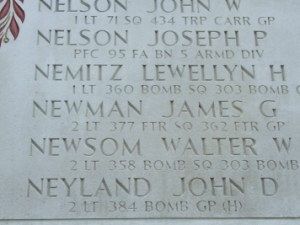 NELSON JOHN W
1 LT 71 SQ 434 TRP CARR GP
NELSON JOSEPH P
PFC 95 FA BN 5 ARMD DIV
NEMITZ LEWELLYN H
1 LT 360 BOMB SQ 303 BOMB G
NEWMAN JAMES G
2 LT 377 FTR SQ 362 FTR GP
NEWSOM WALTER W
2 LT 358 BOMB SQ 303 BOMB
NEYLAND JOHN D
2 LT 384 BOMB GP (H)